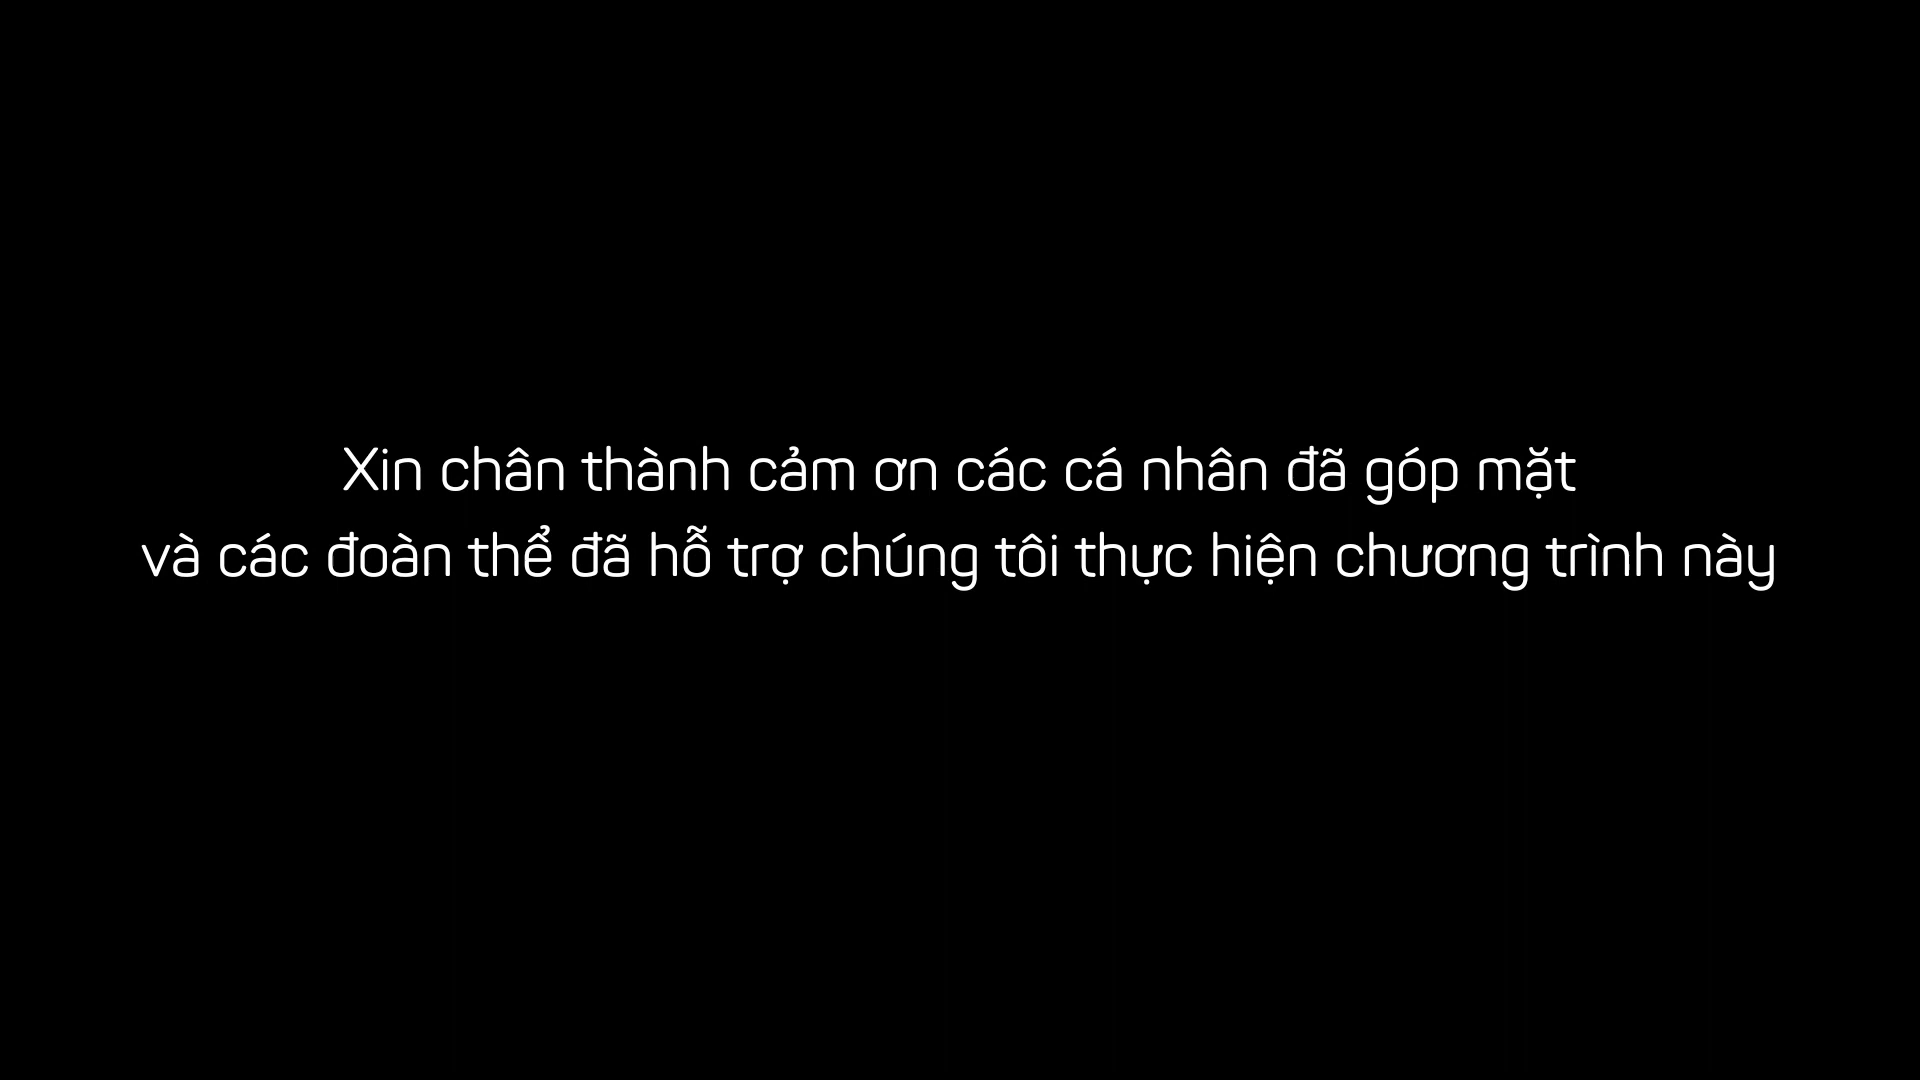 Xin chân thành cảm ơn các cá nhân đã góp mặt
và các đoàn thể đã hỗ trợ chúng tôi thực hiện chương trình này